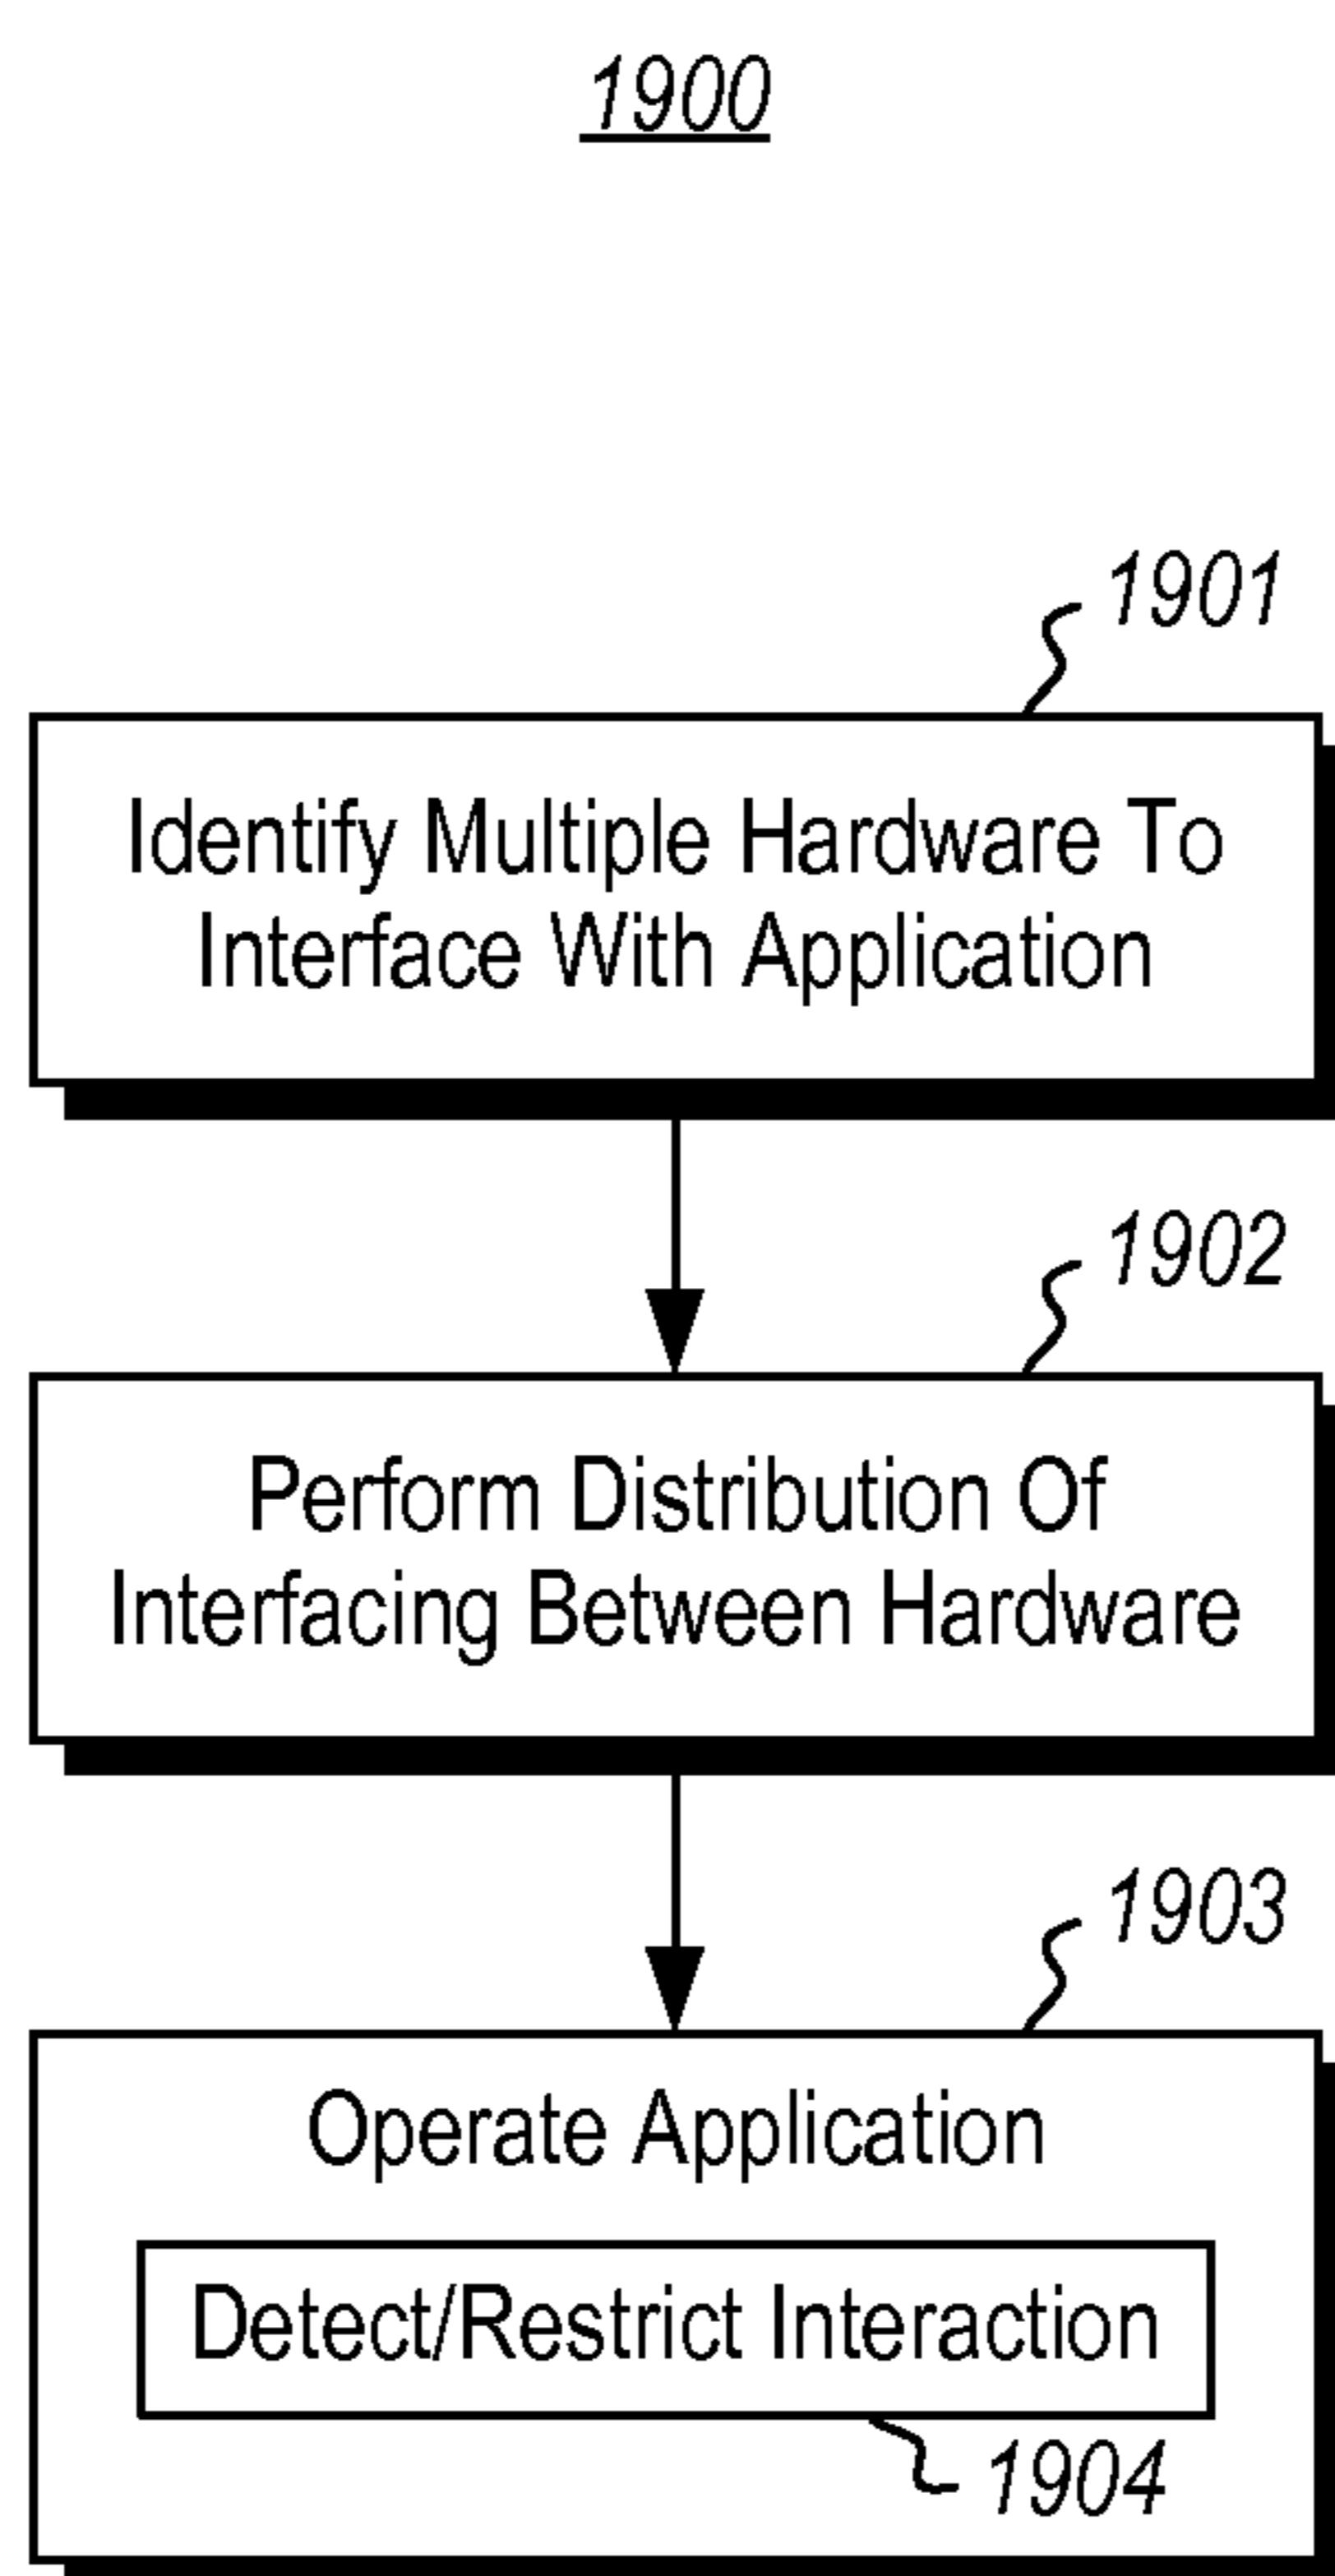 1900
1901
Identify Multiple Hardware To
Interface With Application
1902
Perform Distribution Of
Interfacing Between Hardware
1903
Operate Application
Detect/Restrict Interaction
1904